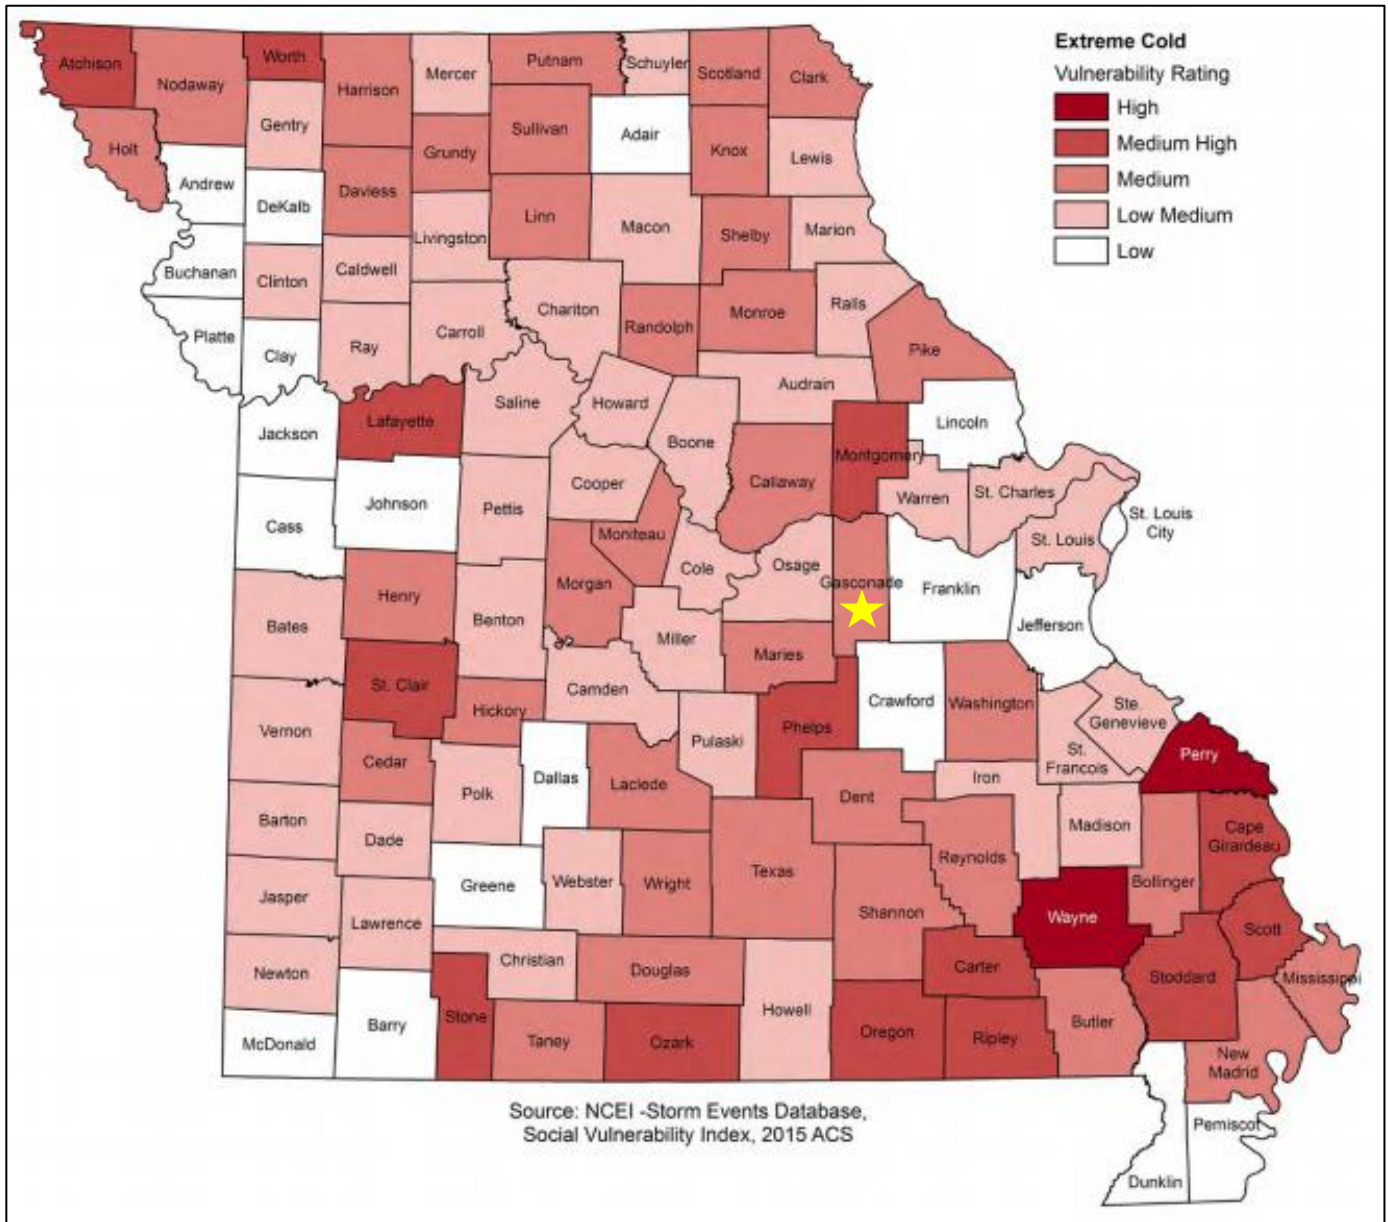 Extreme Cold
Vulnerability Rating
High
Medium High
Medium
Low Medium
Low
Atchison
Nodaway
Worth
Harrison
Mercer
Putnam
Schuyler
Scotland
Clark
Holt
Gentry
Grundy
Sullivan
Adair
Knox
Lewis
Andrew
DeKalb
Daviess
Livingston
Linn
Macon
Shelby
Marion
Buchanan
Clinton
Caldwell
Chariton
Randolph
Monroe
Ralls
Platte
Clay
Ray
Carroll
Pike
Audrain
Jackson
Lafayette
Saline
Howard
Boone
Lincoln
Montgomery
Callaway
Cass
Johnson
Pettis
Cooper
Warren
St. Charles
St. Louis
City
Moniteau
St. Louis
Cole
Osage
Gasconade
Franklin
Morgan
Henry
Bates
Benton
Miller
Jefferson
Maries
St. Clair
Camden
Crawford
Washington
Hickory
Ste.
Genevieve
Vernon
Pulaski
Phelps
St.
Francois
Perry
Cedar
Dallas
Laclede
Iron
Polk
Dent
Barton
Dade
Madison
Cape
Girardeau
Reynolds
Texas
Jasper
Greene
Webster
Wright
Bollinger
Lawrence
Shannon
Wayne
Scott
Newton
Christian
Douglas
Carter
Stoddard
Mississippi
McDonald
Barry
Stone
Taney
Ozark
Howell
Oregon
Ripley
Butler
New
Madrid
Pemiscot
Dunklin
Source: NCEI -Storm Events Database,
Social Vulnerability Index, 2015 ACS